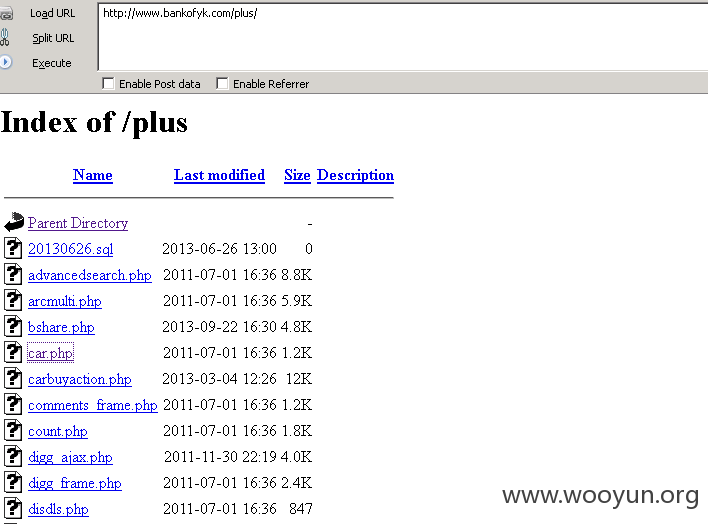 Load URL
http://www.bankofyk.com/plus/
Split URL
Execute
Enable Post data Enable Referrer
Index of /plus
Name Last modified Size Description
Parent Directory -
20130626.sql 2013-06-26 13:00 0
advancedsearch.php 2011-07-01 16:36 8.8K
arcmulti.php 2011-07-01 16:36 5.9K
bshare.php 2013-09-22 16:30 4.8K
car.php 2011-07-01 16:36 1.2K
carbuyaction.php 2013-03-04 12:26 12K
comments_frame.php 2011-07-01 16:36 1.2K
count.php 2011-07-01 16:36 1.8K
digg_ajax.php 2011-11-30 22:19 4.0K
digg_frame.php 2011-07-01 16:36 2.4K
disdls.php 2011-07-01 16:36 847
www.wooyun.org